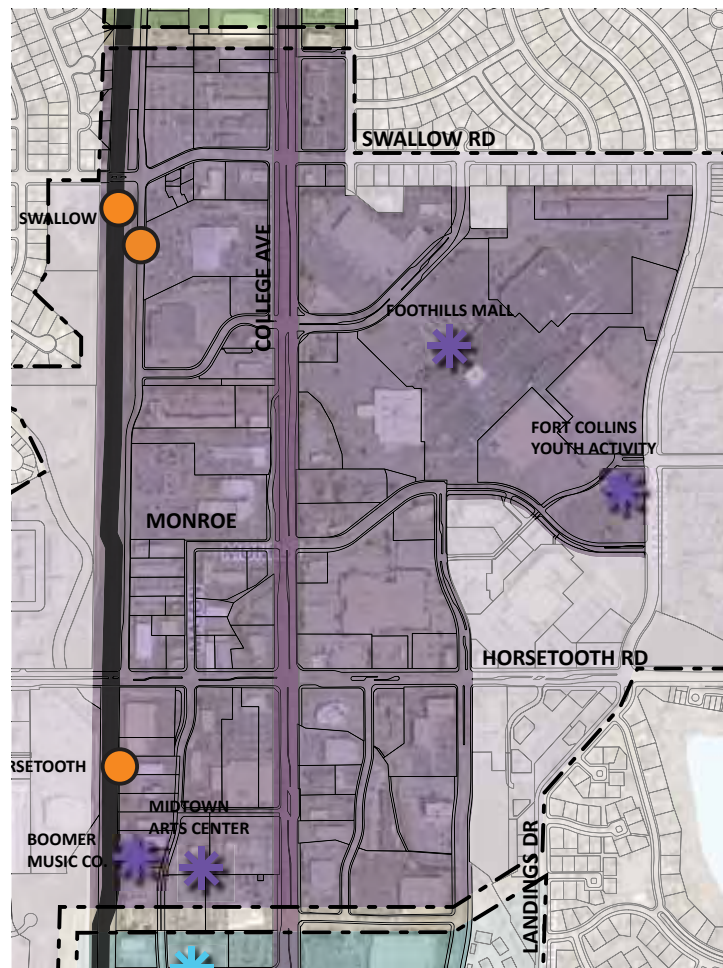 SWALLOW RD
SWALLOW
COLLEGE AVE
FOOTHILLS MALL
FORT COLLINS
YOUTH ACTIVITY
MONROE
HORSETOOTH RD
RSETOOTH
MIDTOWN
ARTS CENTER
BOOMER
MUSIC CO.
LANDINGS DR